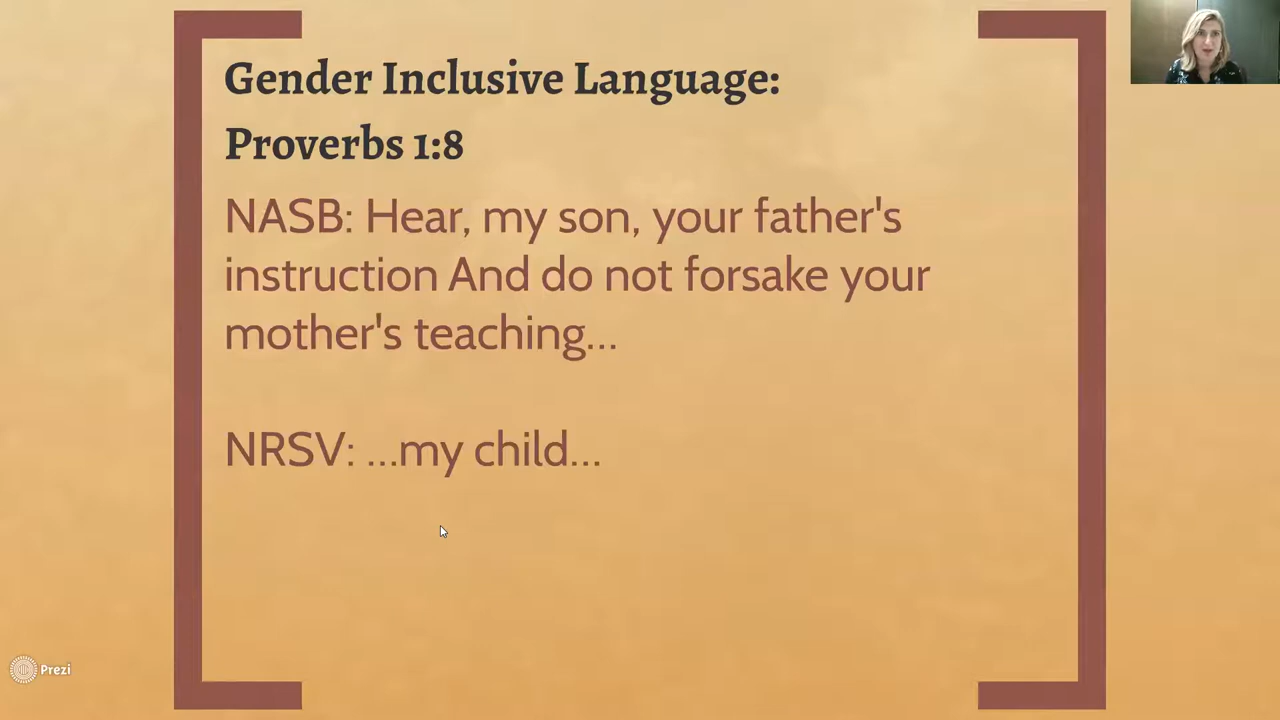 Gender Inclusive Language:
Proverbs 1:8
NASB: Hear, my son, your father's
instruction And do not forsake your
mother's teaching...
NRSV: ...my child...
Prezi